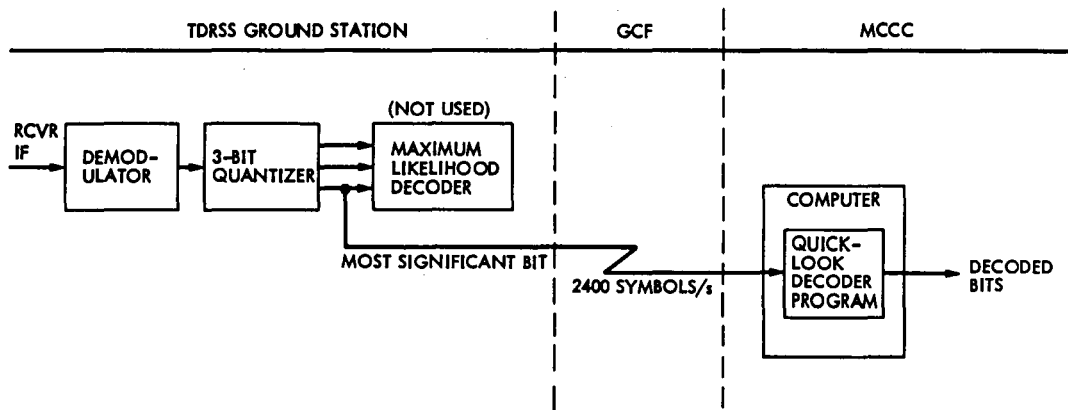 TDRSS GROUND STATION
GCF
MCCC
RCVR
IF
DEMOD-
ULATOR
3-BIT
QUANTIZER
(NOT USED)
MAXIMUM
LIKELIHOOD
DECODER
MOST SIGNIFICANT BIT
2400 SYMBOLS/s
COMPUTER
QUICK-
LOOK
DECODER
PROGRAM
DECODED
BITS